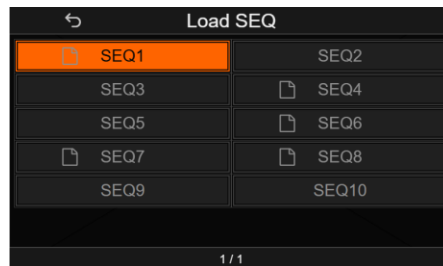 Load SEQ
SEQ1 SEQ2
SEQ3 SEQ4
SEQ5 SEQ6
SEQ7 SEQ8
SEQ9 SEQ10
1 / 1